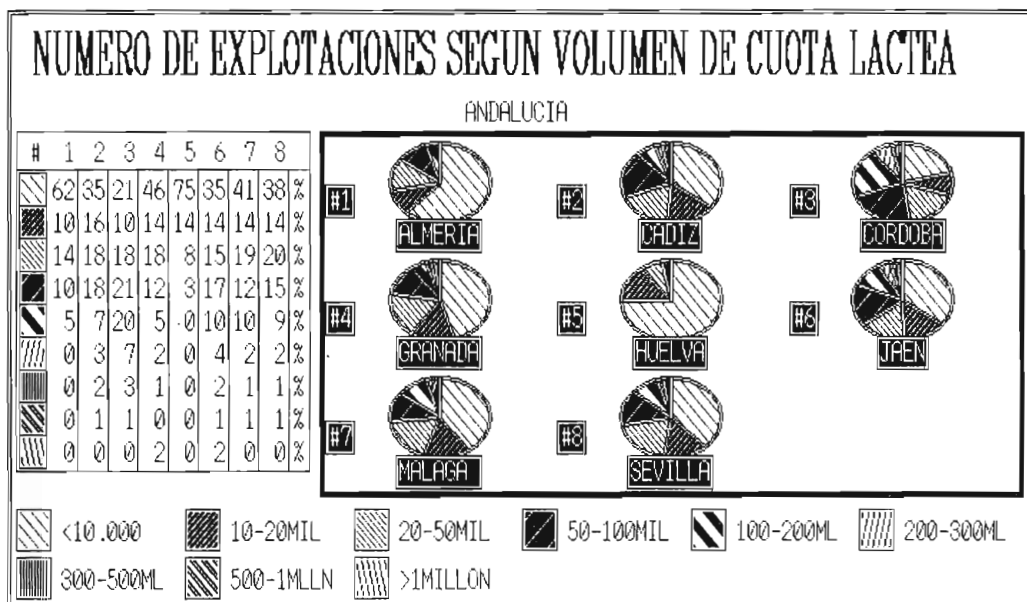 NUMERO DE EXPLOTACIONES SEGUN VOLUMEN DE CUOTA LACTEA
ANDALUCIA
# 1 2 3 4 5 6 7 8
62 35 21 46 75 35 41 38 %
10 16 10 14 14 14 14 14 %
14 18 18 18 8 15 19 20 %
10 18 21 12 3 17 12 15 %
5 7 20 5 0 10 10 9 %
0 3 7 2 0 4 2 2 %
0 2 3 1 0 2 1 1 %
0 1 1 0 0 1 1 1 %
0 0 0 2 0 2 0 0 %
#1 ALMERIA
#2 CADIZ
#3 CORDOBA
#4 GRANADA
#5 HUELVA
#6 JAEN
#7 MALAGA
#8 SEVILLA
<10.000 10-20MIL 20-50MIL 50-100MIL 100-200ML 200-300ML
300-500ML 500-1MLLN >1MILLON